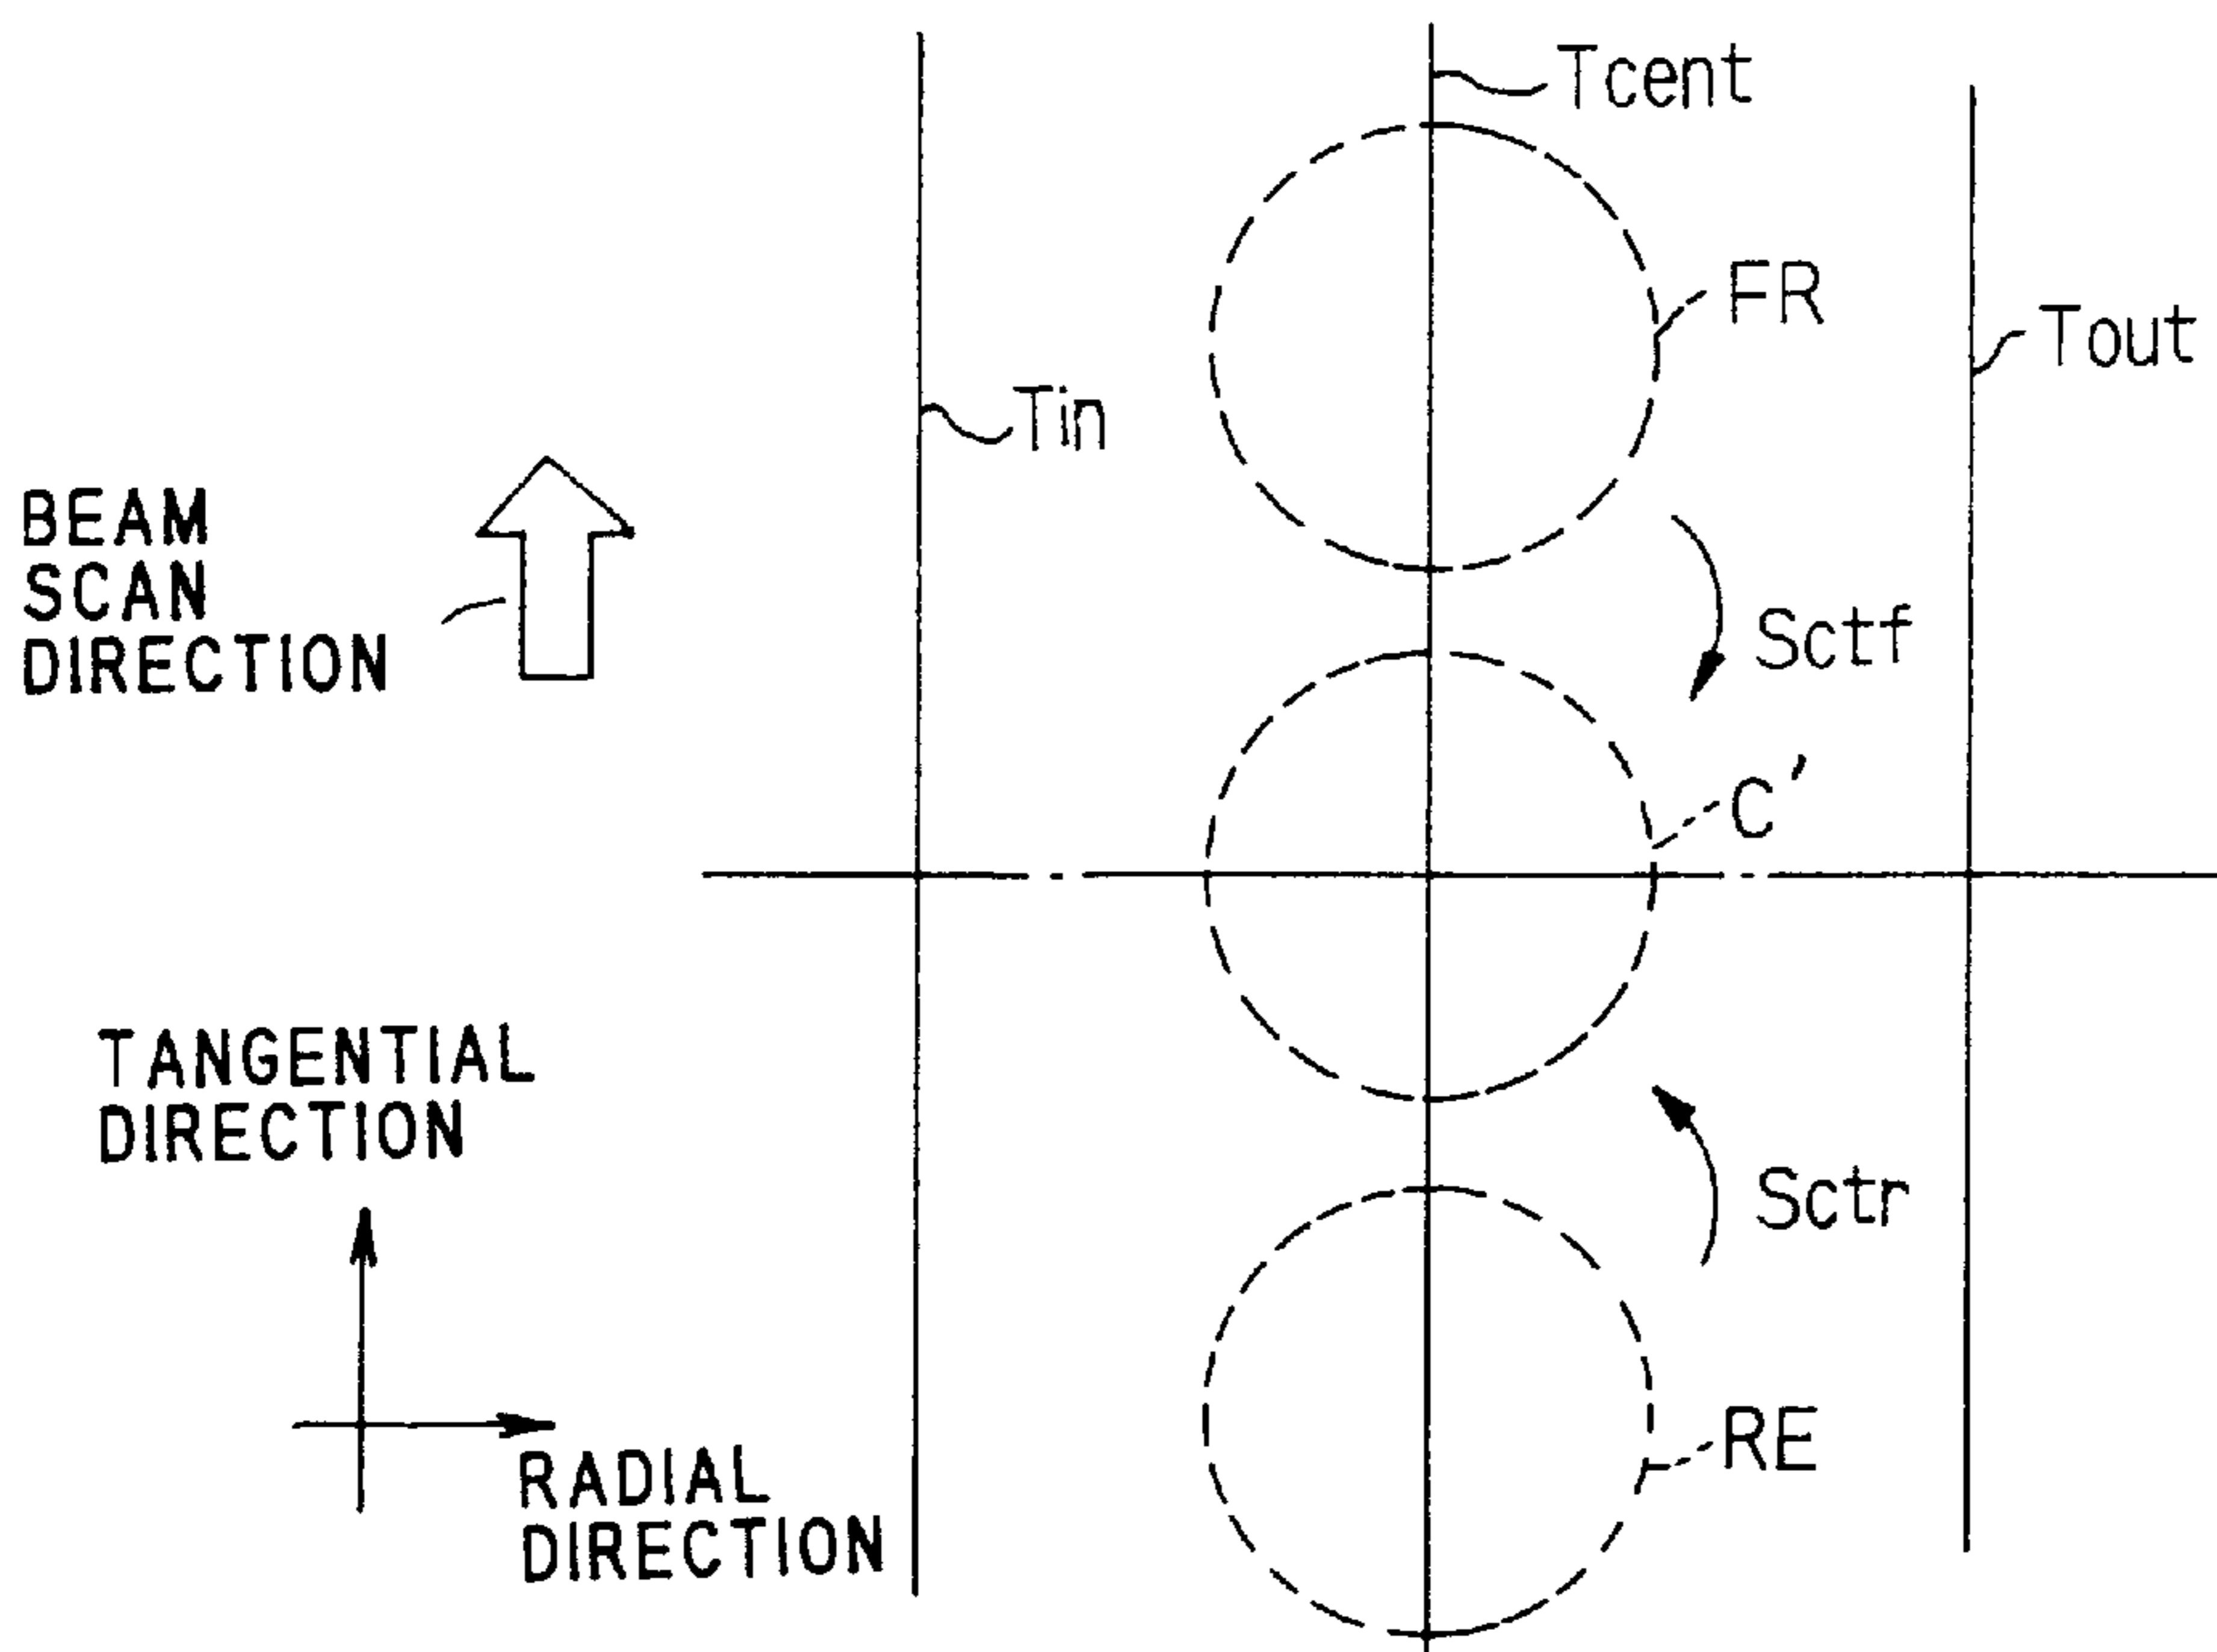 Tcent
FR
Tout
Tin
BEAM
SCAN
DIRECTION
Sctf
C'
TANGENTIAL
DIRECTION
Sctr
RE
RADIAL
DIRECTION